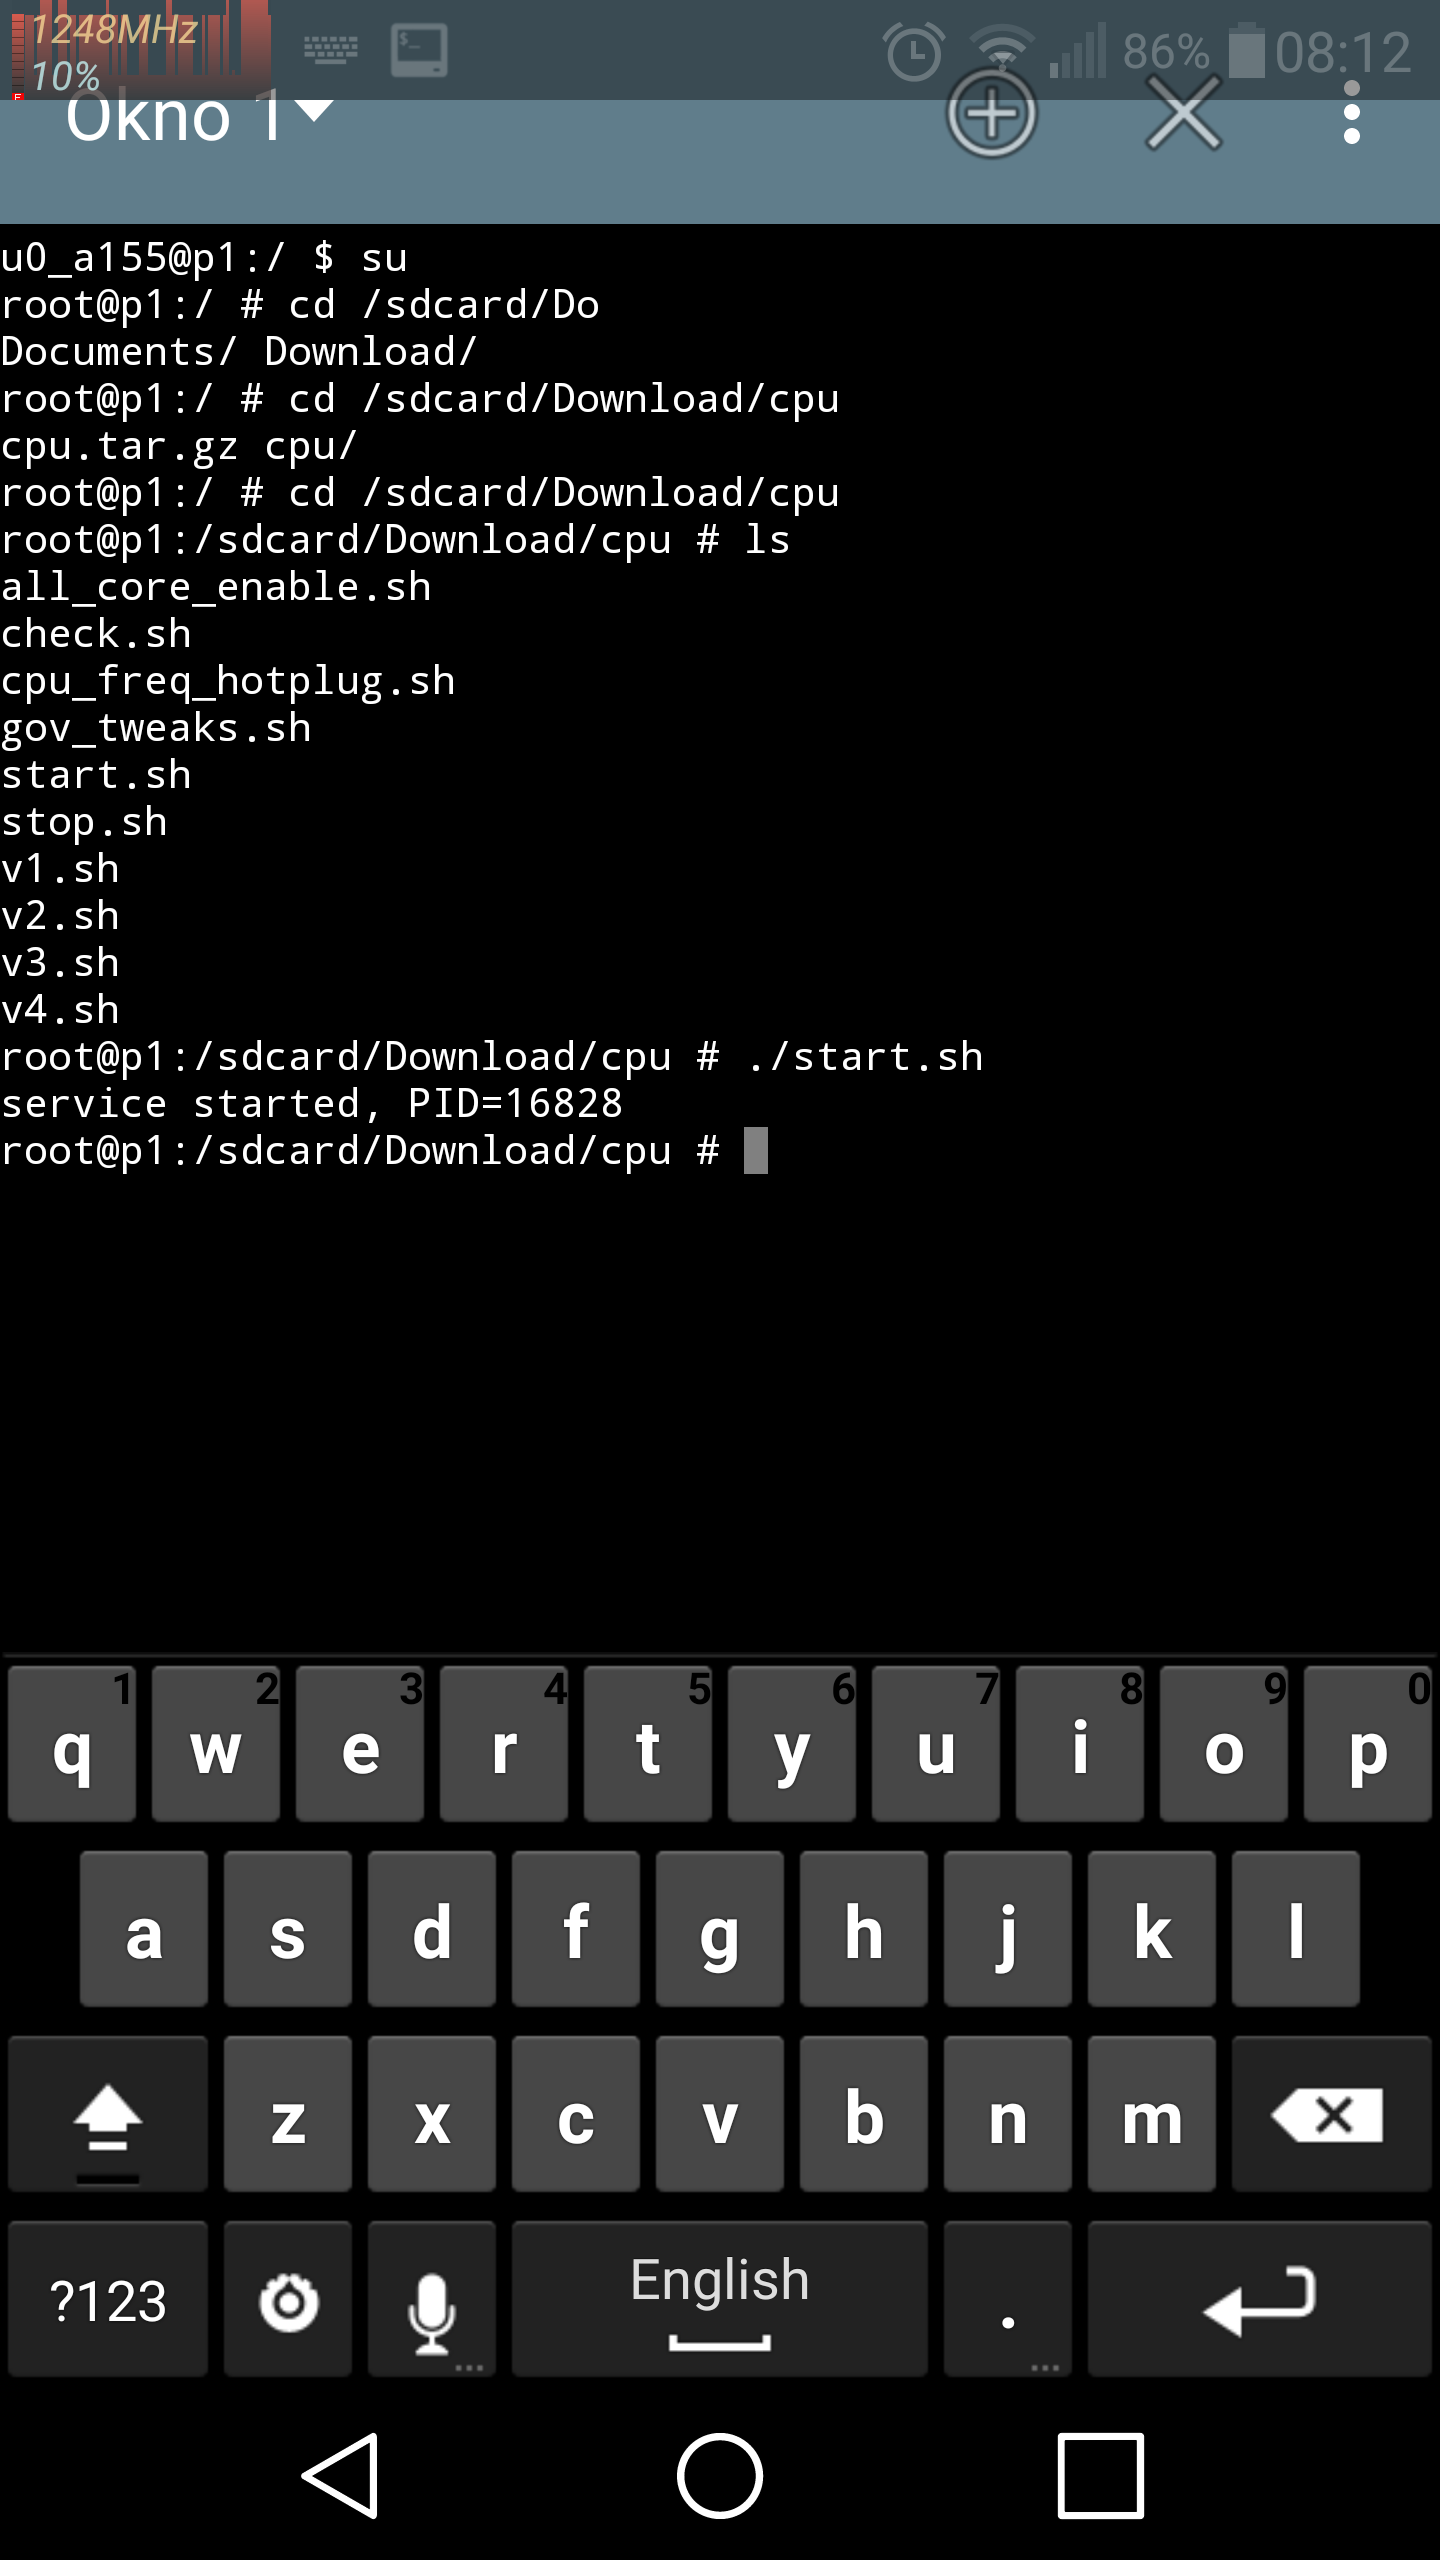 1248MHz
10%
86% 08:12
Okno 1
u0_a155@p1:/ $ su
root@p1:/ # cd /sdcard/Do
Documents/ Download/
root@p1:/ # cd /sdcard/Download/cpu
cpu.tar.gz cpu/
root@p1:/ # cd /sdcard/Download/cpu
root@p1:/sdcard/Download/cpu # ls
all_core_enable.sh
check.sh
cpu_freq_hotplug.sh
gov_tweaks.sh
start.sh
stop.sh
v1.sh
v2.sh
v3.sh
v4.sh
root@p1:/sdcard/Download/cpu # ./start.sh
service started, PID=16828
root@p1:/sdcard/Download/cpu #
1 2 3 4 5 6 7 8 9 0
q w e r t y u i o p
a s d f g h j k l
z x c v b n m
?123 English .